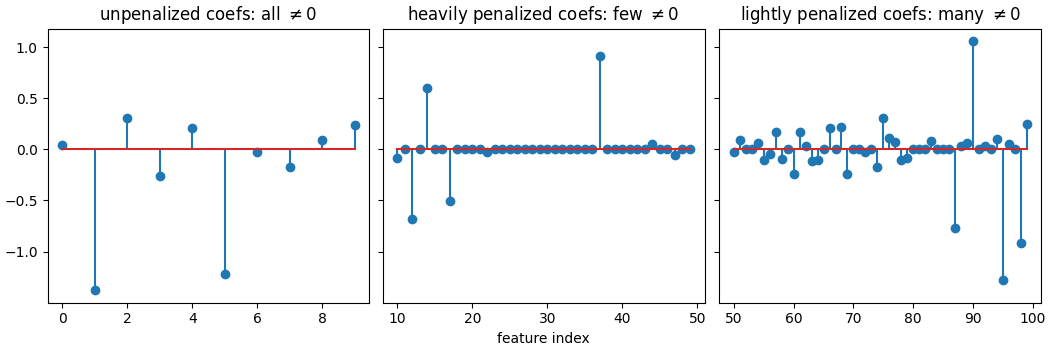 unpenalized coefs: all ≠0
heavily penalized coefs: few ≠0
lightly penalized coefs: many ≠0
1.0
0.5
0.0
−0.5
−1.0
0 2 4 6 8
10 20 30 40 50
50 60 70 80 90 100
feature index